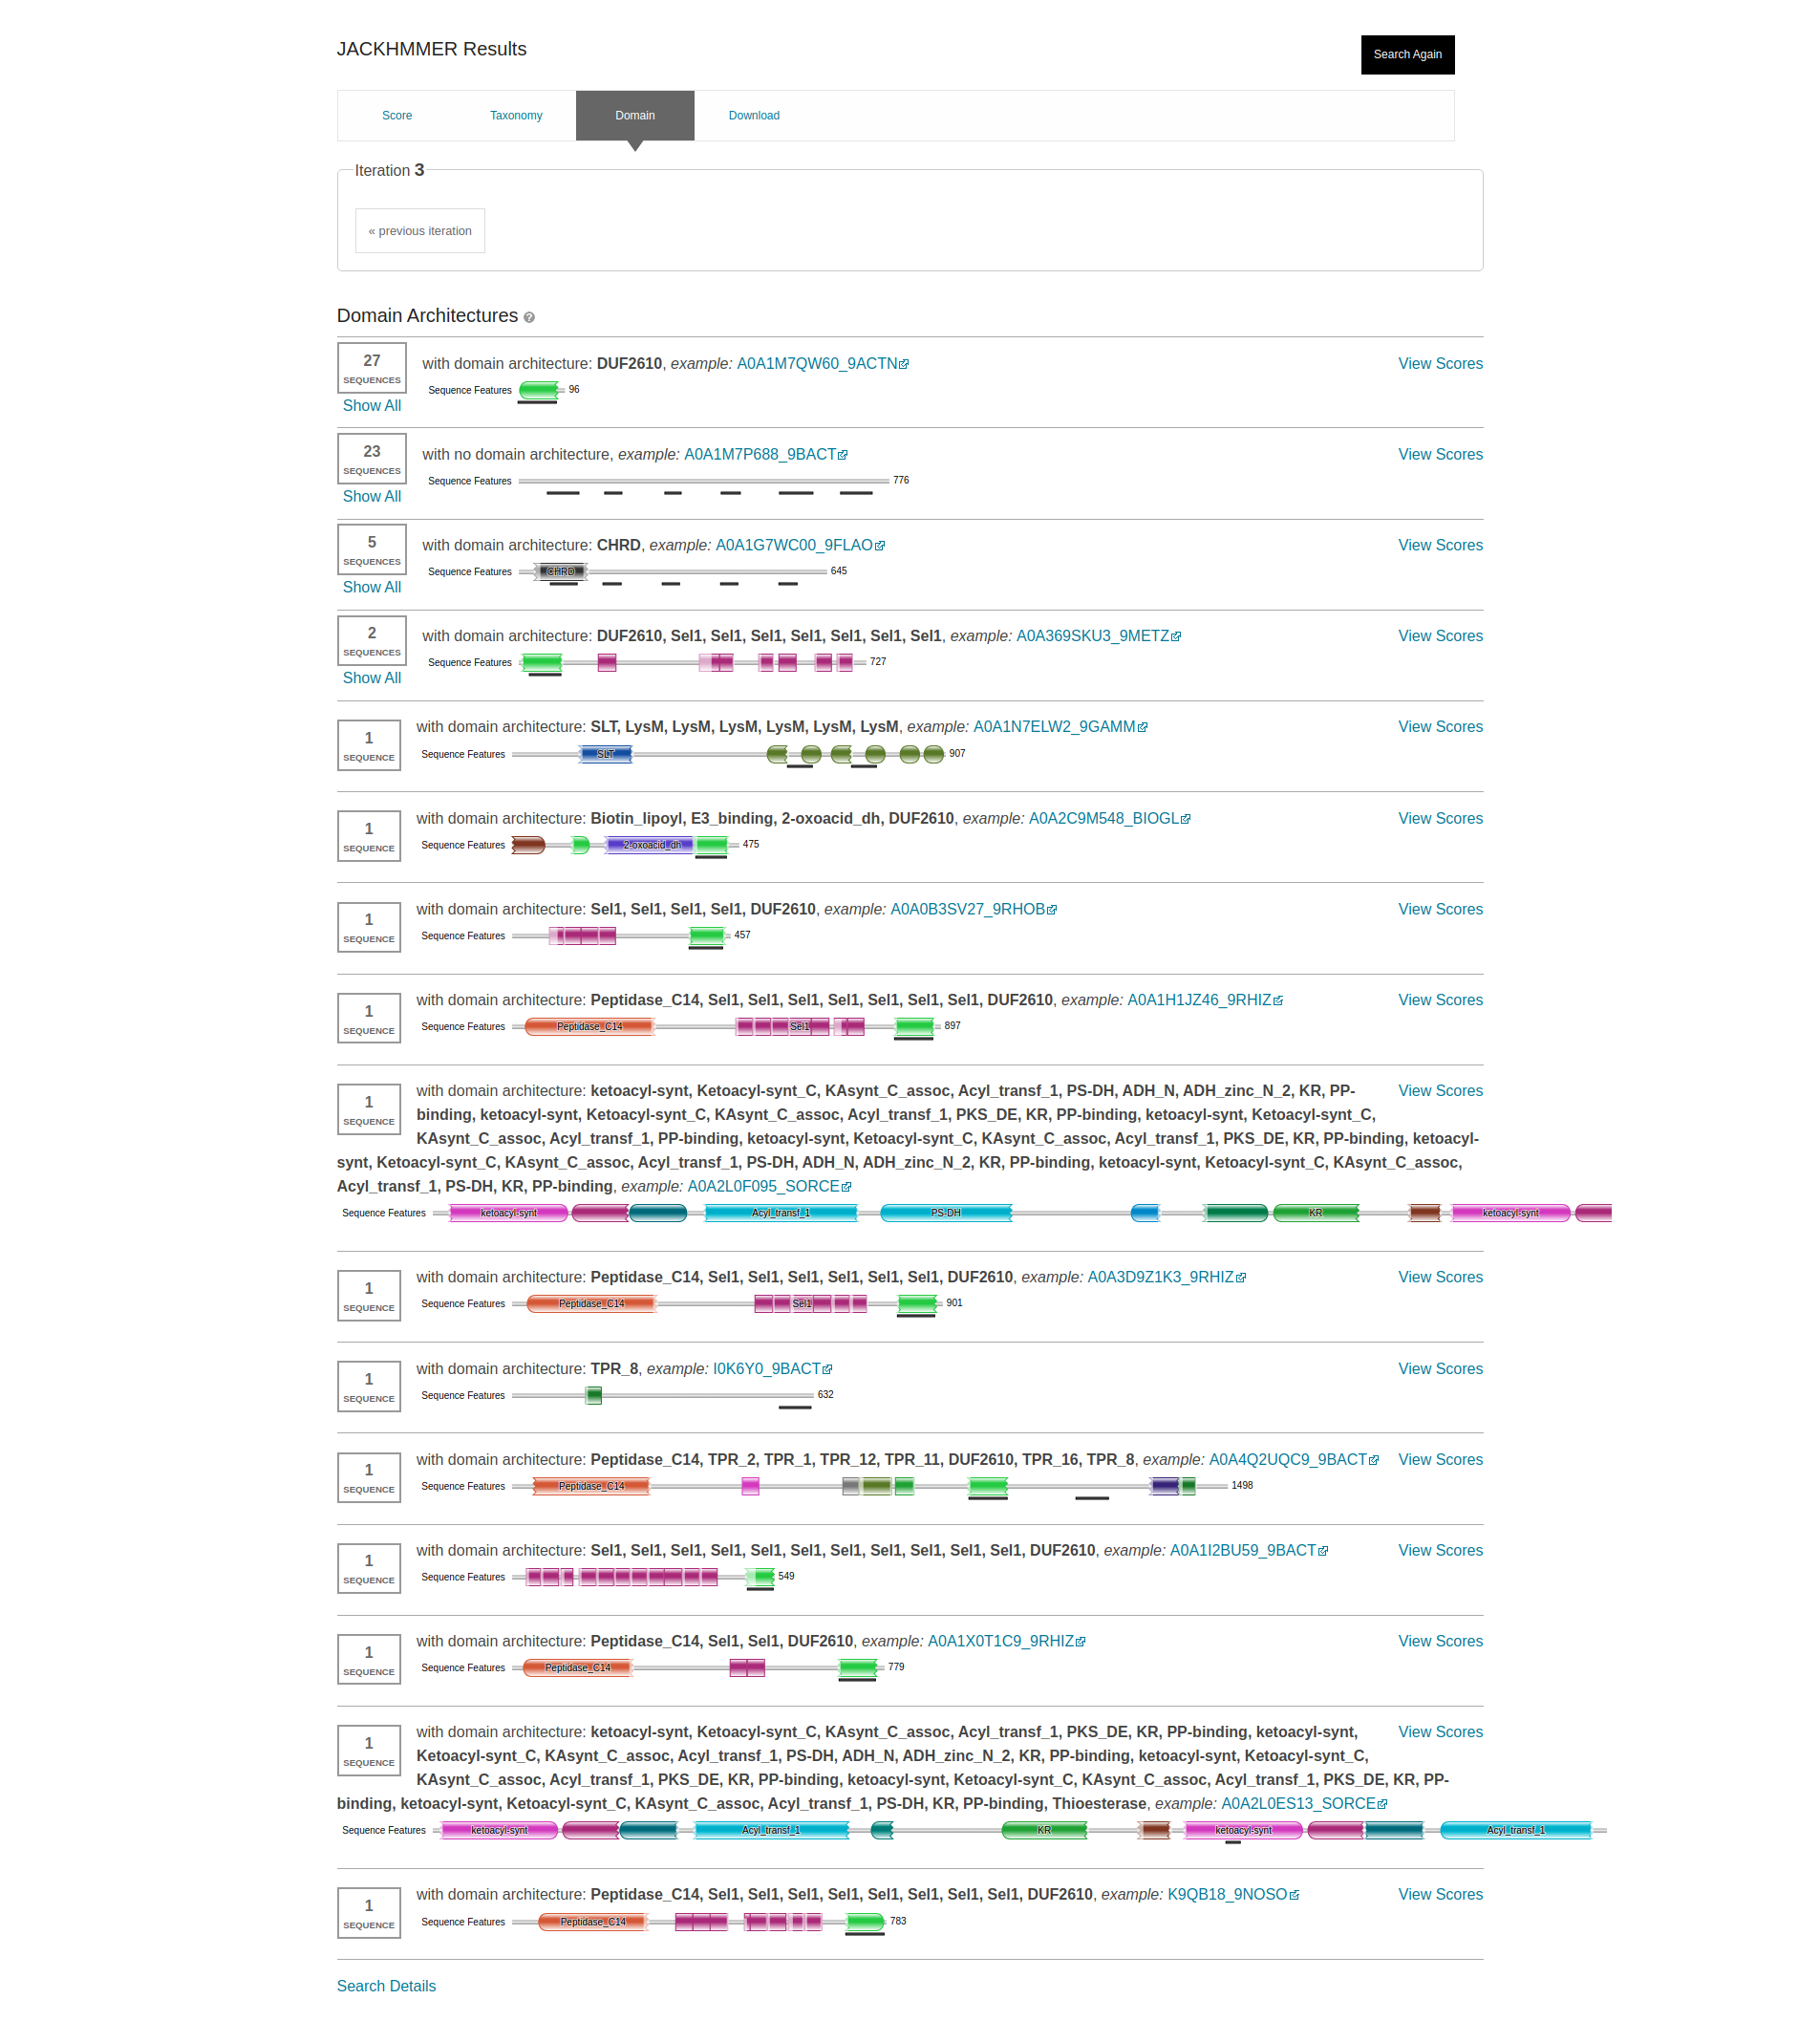 JACKHMMER Results
Search Again
Score Taxonomy Domain Download
Iteration 3
« previous iteration
Domain Architectures ?
27 SEQUENCES Show All
with domain architecture: DUF2610, example: A0A1M7QW60_9ACTN View Scores
Sequence Features 96
23 SEQUENCES Show All
with no domain architecture, example: A0A1M7P688_9BACT View Scores
Sequence Features 776
5 SEQUENCES Show All
with domain architecture: CHRD, example: A0A1G7WC00_9FLAO View Scores
Sequence Features CHRD 645
2 SEQUENCES Show All
with domain architecture: DUF2610, Sel1, Sel1, Sel1, Sel1, Sel1, Sel1, Sel1, example: A0A369SKU3_9METZ View Scores
Sequence Features 727
1 SEQUENCE
with domain architecture: SLT, LysM, LysM, LysM, LysM, LysM, LysM, example: A0A1N7ELW2_9GAMM View Scores
Sequence Features SLT 907
1 SEQUENCE
with domain architecture: Biotin_lipoyl, E3_binding, 2-oxoacid_dh, DUF2610, example: A0A2C9M548_BIOGL View Scores
Sequence Features 2-oxoacid_dh 475
1 SEQUENCE
with domain architecture: Sel1, Sel1, Sel1, Sel1, DUF2610, example: A0A0B3SV27_9RHOB View Scores
Sequence Features 457
1 SEQUENCE
with domain architecture: Peptidase_C14, Sel1, Sel1, Sel1, Sel1, Sel1, Sel1, Sel1, DUF2610, example: A0A1H1JZ46_9RHIZ View Scores
Sequence Features Peptidase_C14 Sel1 897
1 SEQUENCE
with domain architecture: ketoacyl-synt, Ketoacyl-synt_C, KAsynt_C_assoc, Acyl_transf_1, PS-DH, ADH_N, ADH_zinc_N_2, KR, PP- View Scores
binding, ketoacyl-synt, Ketoacyl-synt_C, KAsynt_C_assoc, Acyl_transf_1, PKS_DE, KR, PP-binding, ketoacyl-synt, Ketoacyl-synt_C,
KAsynt_C_assoc, Acyl_transf_1, PP-binding, ketoacyl-synt, Ketoacyl-synt_C, KAsynt_C_assoc, Acyl_transf_1, PKS_DE, KR, PP-binding, ketoacyl-
synt, Ketoacyl-synt_C, KAsynt_C_assoc, Acyl_transf_1, PS-DH, ADH_N, ADH_zinc_N_2, KR, PP-binding, ketoacyl-synt, Ketoacyl-synt_C, KAsynt_C_assoc,
Acyl_transf_1, PS-DH, KR, PP-binding, example: A0A2L0F095_SORCE
Sequence Features ketoacyl-synt Acyl_transf_1 PS-DH KR ketoacyl-synt
1 SEQUENCE
with domain architecture: Peptidase_C14, Sel1, Sel1, Sel1, Sel1, Sel1, Sel1, DUF2610, example: A0A3D9Z1K3_9RHIZ View Scores
Sequence Features Peptidase_C14 Sel1 901
1 SEQUENCE
with domain architecture: TPR_8, example: I0K6Y0_9BACT View Scores
Sequence Features 632
1 SEQUENCE
with domain architecture: Peptidase_C14, TPR_2, TPR_1, TPR_12, TPR_11, DUF2610, TPR_16, TPR_8, example: A0A4Q2UQC9_9BACT View Scores
Sequence Features Peptidase_C14 1498
1 SEQUENCE
with domain architecture: Sel1, Sel1, Sel1, Sel1, Sel1, Sel1, Sel1, Sel1, Sel1, Sel1, Sel1, DUF2610, example: A0A1I2BU59_9BACT View Scores
Sequence Features 549
1 SEQUENCE
with domain architecture: Peptidase_C14, Sel1, Sel1, DUF2610, example: A0A1X0T1C9_9RHIZ View Scores
Sequence Features Peptidase_C14 779
1 SEQUENCE
with domain architecture: ketoacyl-synt, Ketoacyl-synt_C, KAsynt_C_assoc, Acyl_transf_1, PKS_DE, KR, PP-binding, ketoacyl-synt, View Scores
Ketoacyl-synt_C, KAsynt_C_assoc, Acyl_transf_1, PS-DH, ADH_N, ADH_zinc_N_2, KR, PP-binding, ketoacyl-synt, Ketoacyl-synt_C,
KAsynt_C_assoc, Acyl_transf_1, PKS_DE, KR, PP-binding, ketoacyl-synt, Ketoacyl-synt_C, KAsynt_C_assoc, Acyl_transf_1, PKS_DE, KR, PP-
binding, ketoacyl-synt, Ketoacyl-synt_C, KAsynt_C_assoc, Acyl_transf_1, PS-DH, KR, PP-binding, Thioesterase, example: A0A2L0ES13_SORCE
Sequence Features ketoacyl-synt Acyl_transf_1 KR ketoacyl-synt Acyl_transf_1
1 SEQUENCE
with domain architecture: Peptidase_C14, Sel1, Sel1, Sel1, Sel1, Sel1, Sel1, Sel1, Sel1, DUF2610, example: K9QB18_9NOSO View Scores
Sequence Features Peptidase_C14 783
Search Details